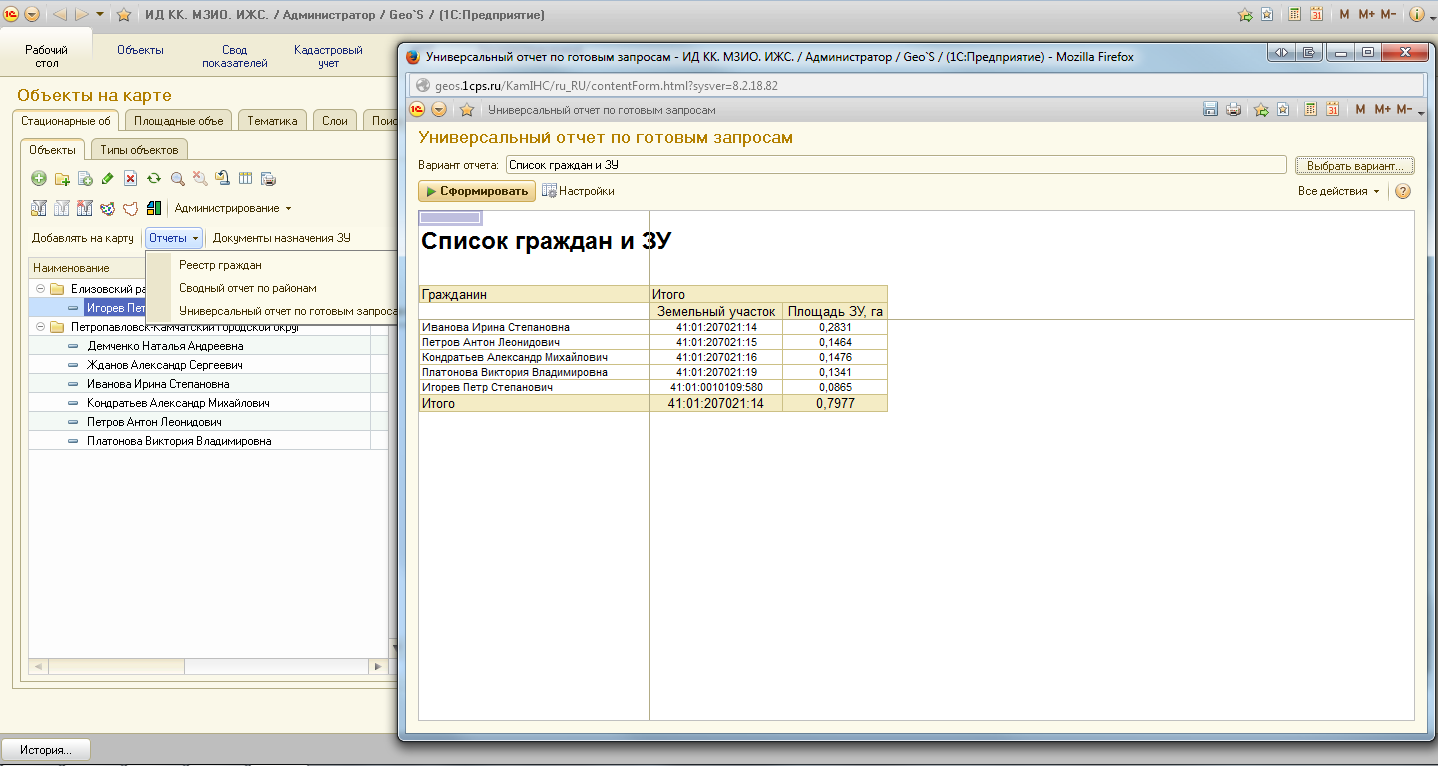 ИД КК. МЗИО. ИЖС. / Администратор / Geo`S / (1С:Предприятие)
M M+ M-
Рабочий стол
Объекты
Свод показателей
Кадастровый учет
Объекты на карте
Стационарные об
Площадные объе
Тематика
Слои
Поис
Объекты
Типы объектов
Администрирование
Добавлять на карту
Отчеты
Документы назначения ЗУ
Реестр граждан
Сводный отчет по районам
Универсальный отчет по готовым запроса
Наименование
Елизовский ра
Игорев Пет
Петропавловск-Камчатский городской округ
Демченко Наталья Андреевна
Жданов Александр Сергеевич
Иванова Ирина Степановна
Кондратьев Александр Михайлович
Петров Антон Леонидович
Платонова Виктория Владимировна
История...
Универсальный отчет по готовым запросам - ИД КК. МЗИО. ИЖС. / Администратор / Geo`S / (1С:Предприятие) - Mozilla Firefox
geos.1cps.ru/KamIHC/ru_RU/contentForm.html?sysver=8.2.18.82
Универсальный отчет по готовым запросам
M M+ M-
Универсальный отчет по готовым запросам
Вариант отчета: Список граждан и ЗУ
Выбрать вариант...
Сформировать
Настройки
Все действия
Список граждан и ЗУ
Гражданин Итого
Земельный участок Площадь ЗУ, га
Иванова Ирина Степановна 41:01:207021:14 0,2831
Петров Антон Леонидович 41:01:207021:15 0,1464
Кондратьев Александр Михайлович 41:01:207021:16 0,1476
Платонова Виктория Владимировна 41:01:207021:19 0,1341
Игорев Петр Степанович 41:01:0010109:580 0,0865
Итого 41:01:207021:14 0,7977